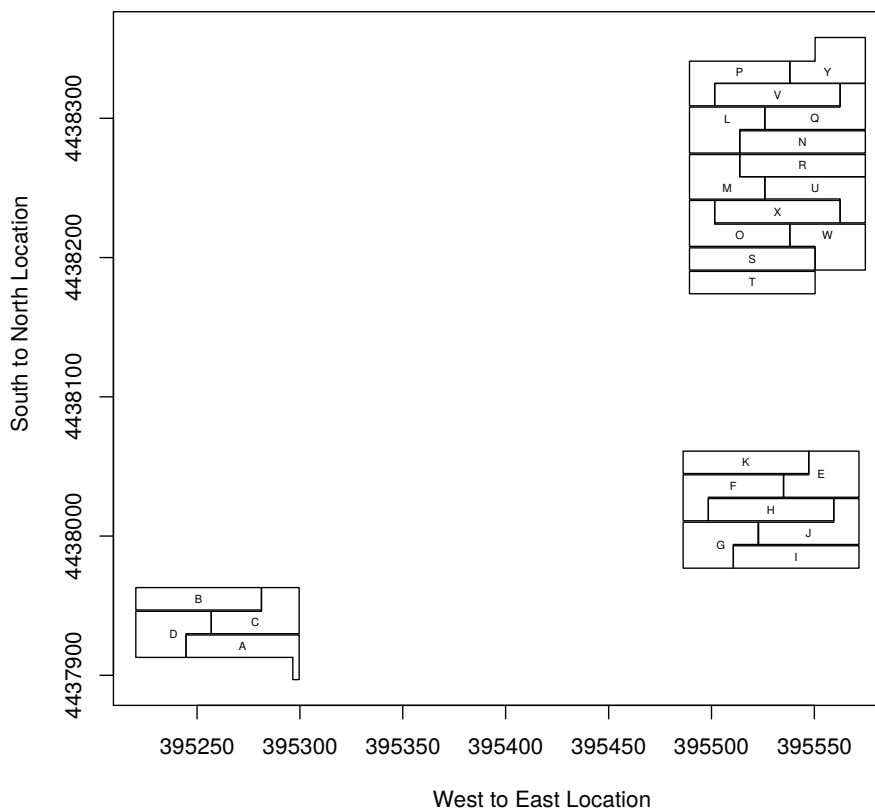 P Y
V
L Q
N
R
M U
X
O W
S
T
K
E
F
H
J
G
I
B
C
D
A
4438300
4438200
4438100
4438000
4437900
South to North Location
395250 395300 395350 395400 395450 395500 395550
West to East Location